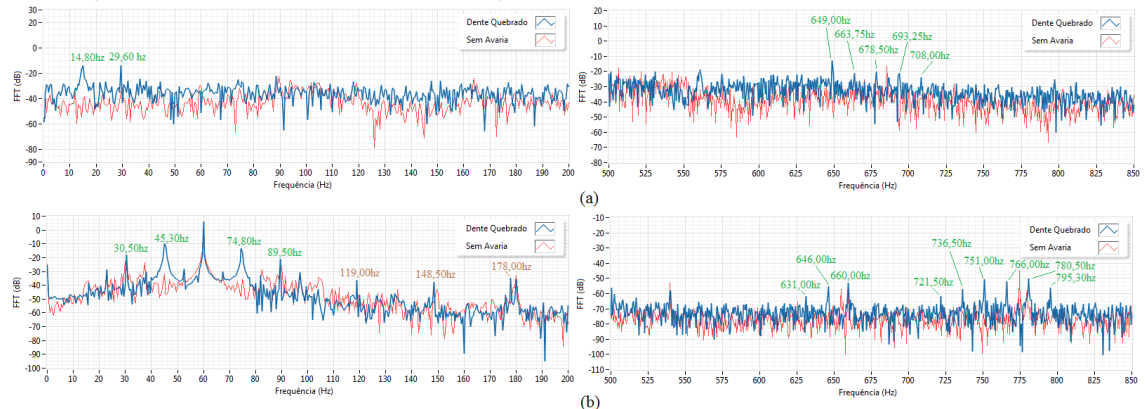 Dente Quebrado
Sem Avaria
14,80hz
29,60 hz
FFT (dB)
30
20
10
0
-20
-40
-60
-80
-90
0 10 20 30 40 50 60 70 80 90 100 110 120 130 140 150 160 170 180 190 200
Frequência (Hz)
Dente Quebrado
Sem Avaria
649,00hz
663,75hz
678,50hz
693,25hz
708,00hz
FFT (dB)
20
10
0
-10
-20
-30
-40
-50
-60
-70
-80
500 525 550 575 600 625 650 675 700 725 750 775 800 825 850
Frequência (Hz)
(a)
Dente Quebrado
Sem Avaria
30,50hz
45,30hz
74,80hz
89,50hz
119,00hz
148,50hz
178,00hz
FFT (dB)
10
0
-10
-20
-30
-40
-50
-60
-70
-80
-90
-100
0 10 20 30 40 50 60 70 80 90 100 110 120 130 140 150 160 170 180 190 200
Frequência (Hz)
Dente Quebrado
Sem Avaria
631,00hz
646,00hz
660,00hz
721,50hz
736,50hz
751,00hz
766,00hz
780,50hz
795,30hz
FFT (dB)
-10
-20
-30
-40
-50
-60
-70
-80
-90
-100
-110
500 525 550 575 600 625 650 675 700 725 750 775 800 825 850
Frequência (Hz)
(b)